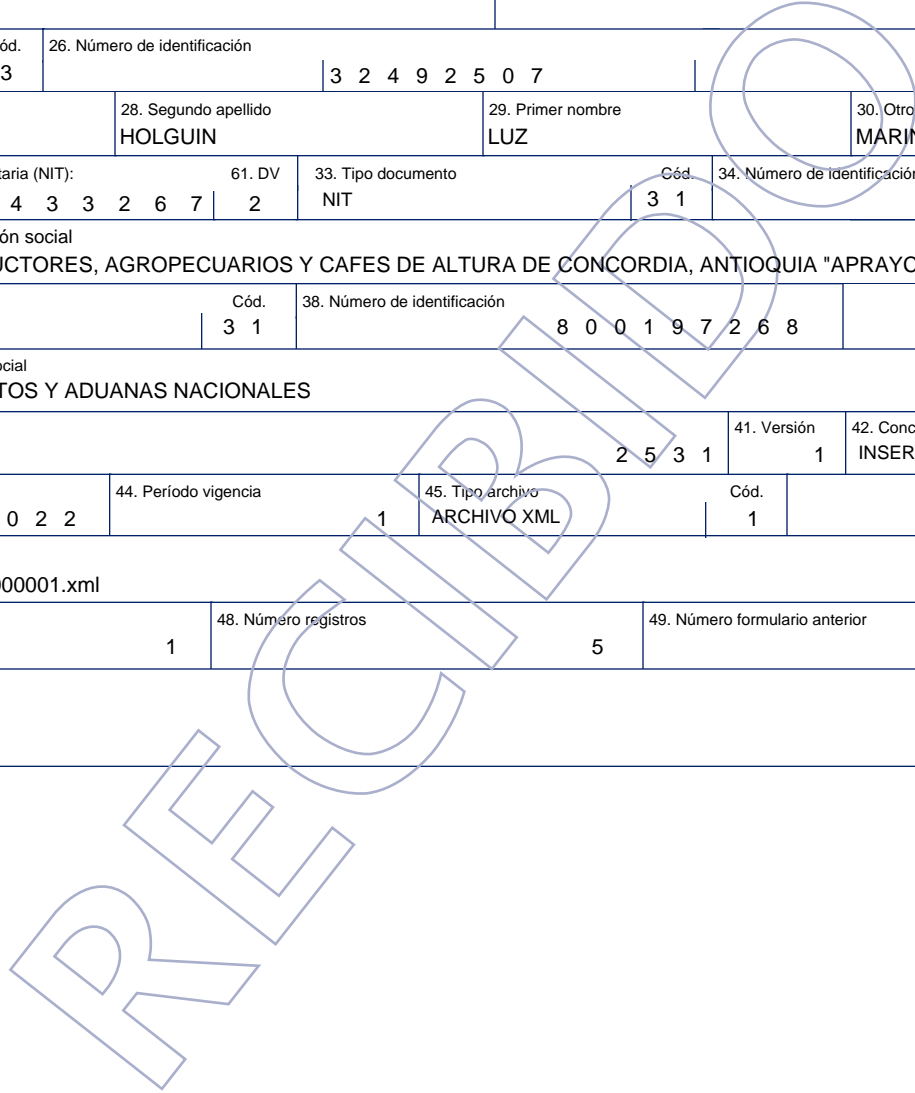 ód. 26. Número de identificación
3 3 2 4 9 2 5 0 7
28. Segundo apellido 29. Primer nombre 30. Otro
HOLGUIN LUZ MARIN
taria (NIT): 61. DV 33. Tipo documento Cód. 34. Número de identificación
4 3 3 2 6 7 2 NIT 3 1
ón social
UCTORES, AGROPECUARIOS Y CAFES DE ALTURA DE CONCORDIA, ANTIOQUIA "APRAYC
Cód. 38. Número de identificación
3 1 8 0 0 1 9 7 2 6 8
ocial
TOS Y ADUANAS NACIONALES
41. Versión 42. Conc
2 5 3 1 1 INSER
44. Período vigencia 45. Tipo archivo Cód.
0 2 2 1 ARCHIVO XML 1
000001.xml
48. Número registros 49. Número formulario anterior
1 5
RECIBIDO